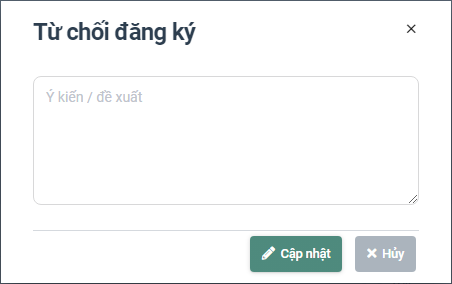 Từ chối đăng ký
Ý kiến / đề xuất
Cập nhật
Hủy